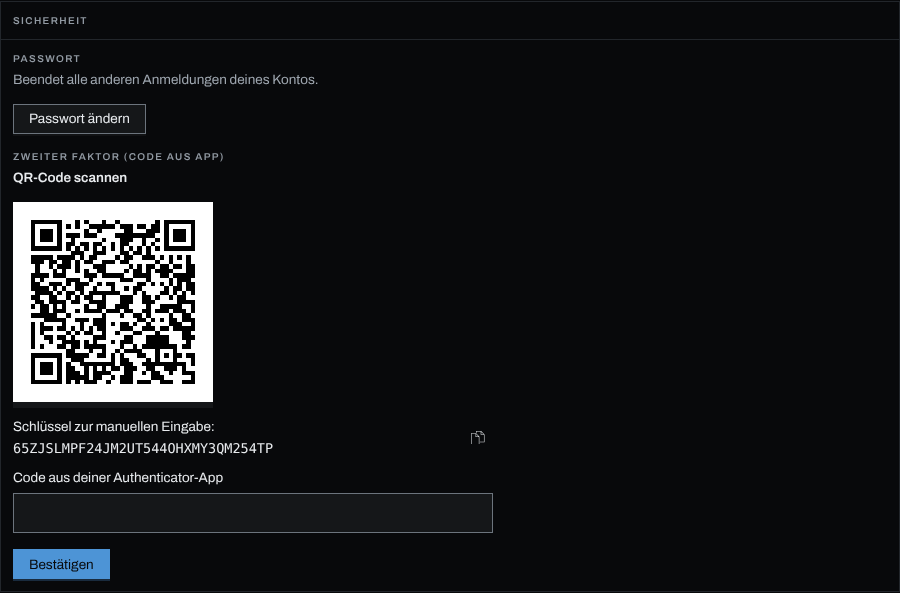 SICHERHEIT
PASSWORT
Beendet alle anderen Anmeldungen deines Kontos.
Passwort ändern
ZWEITER FAKTOR (CODE AUS APP)
QR-Code scannen
Schlüssel zur manuellen Eingabe:
65ZJSLMPF24JM2UT544OHXMY3QM254TP
Code aus deiner Authenticator-App
Bestätigen